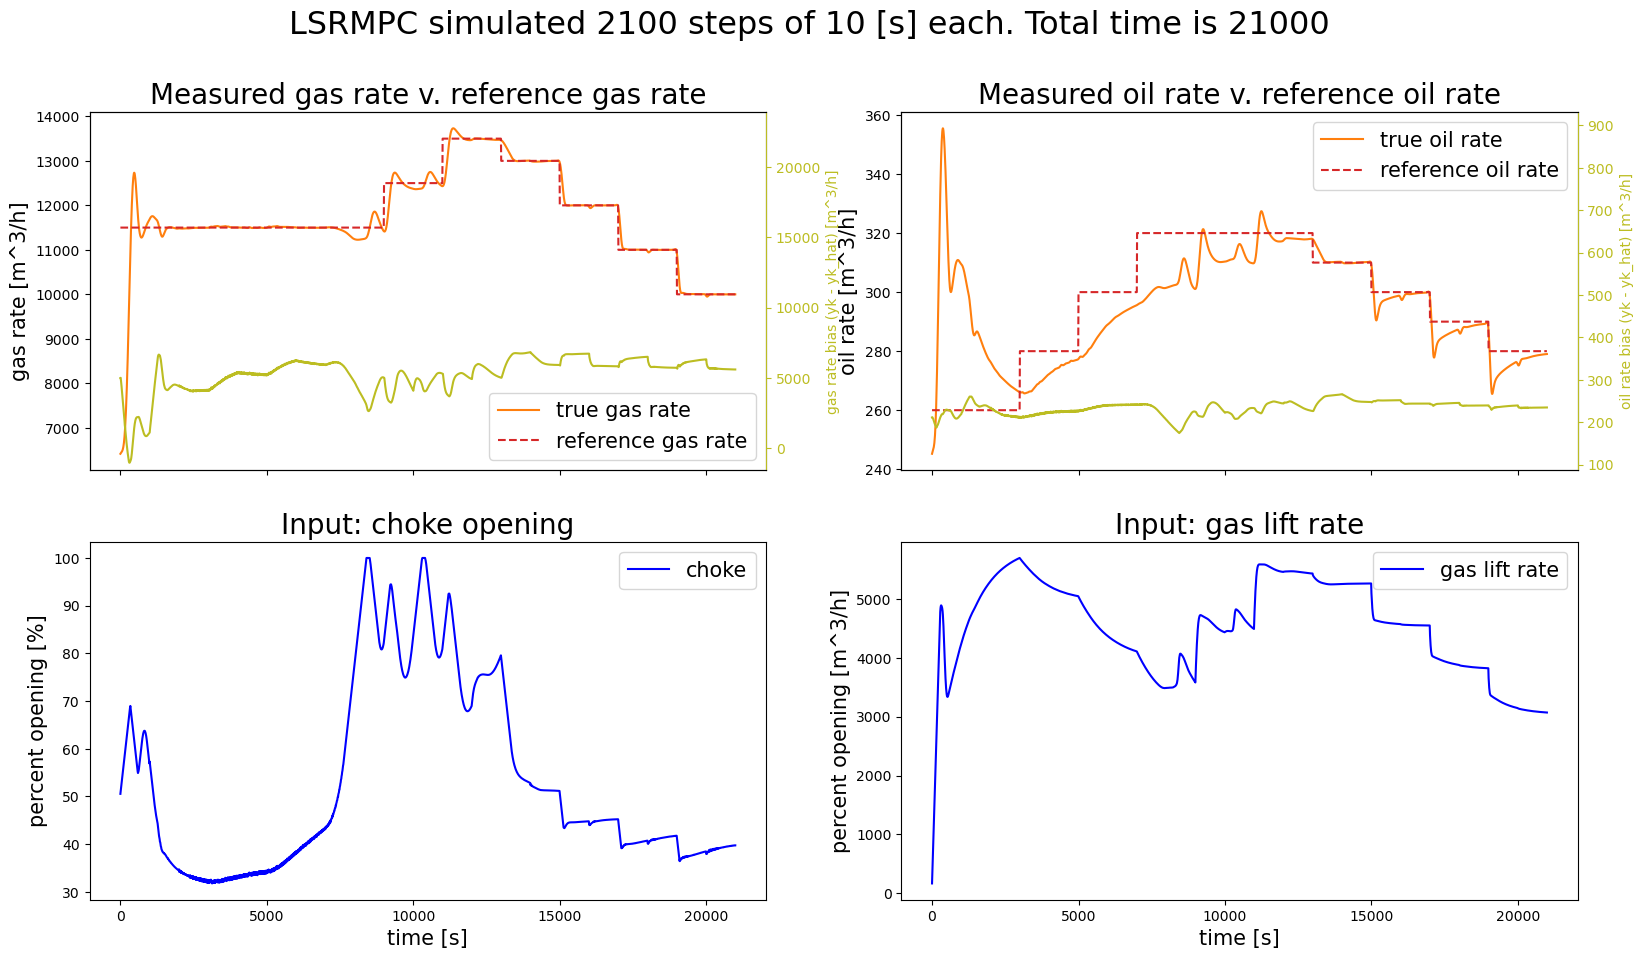 LSRMPC simulated 2100 steps of 10 [s] each. Total time is 21000
Measured gas rate v. reference gas rate
gas rate [m^3/h]
14000
13000
12000
11000
10000
9000
8000
7000
20000
15000
10000
5000
0
gas rate bias (yk - yk_hat) [m^3/h]
true gas rate
reference gas rate
Measured oil rate v. reference oil rate
oil rate [m^3/h]
360
340
320
300
280
260
240
900
800
700
600
500
400
300
200
100
oil rate bias (yk - yk_hat) [m^3/h]
true oil rate
reference oil rate
Input: choke opening
percent opening [%]
100
90
80
70
60
50
40
30
choke
0
5000
10000
15000
20000
time [s]
Input: gas lift rate
percent opening [m^3/h]
5000
4000
3000
2000
1000
0
gas lift rate
0
5000
10000
15000
20000
time [s]